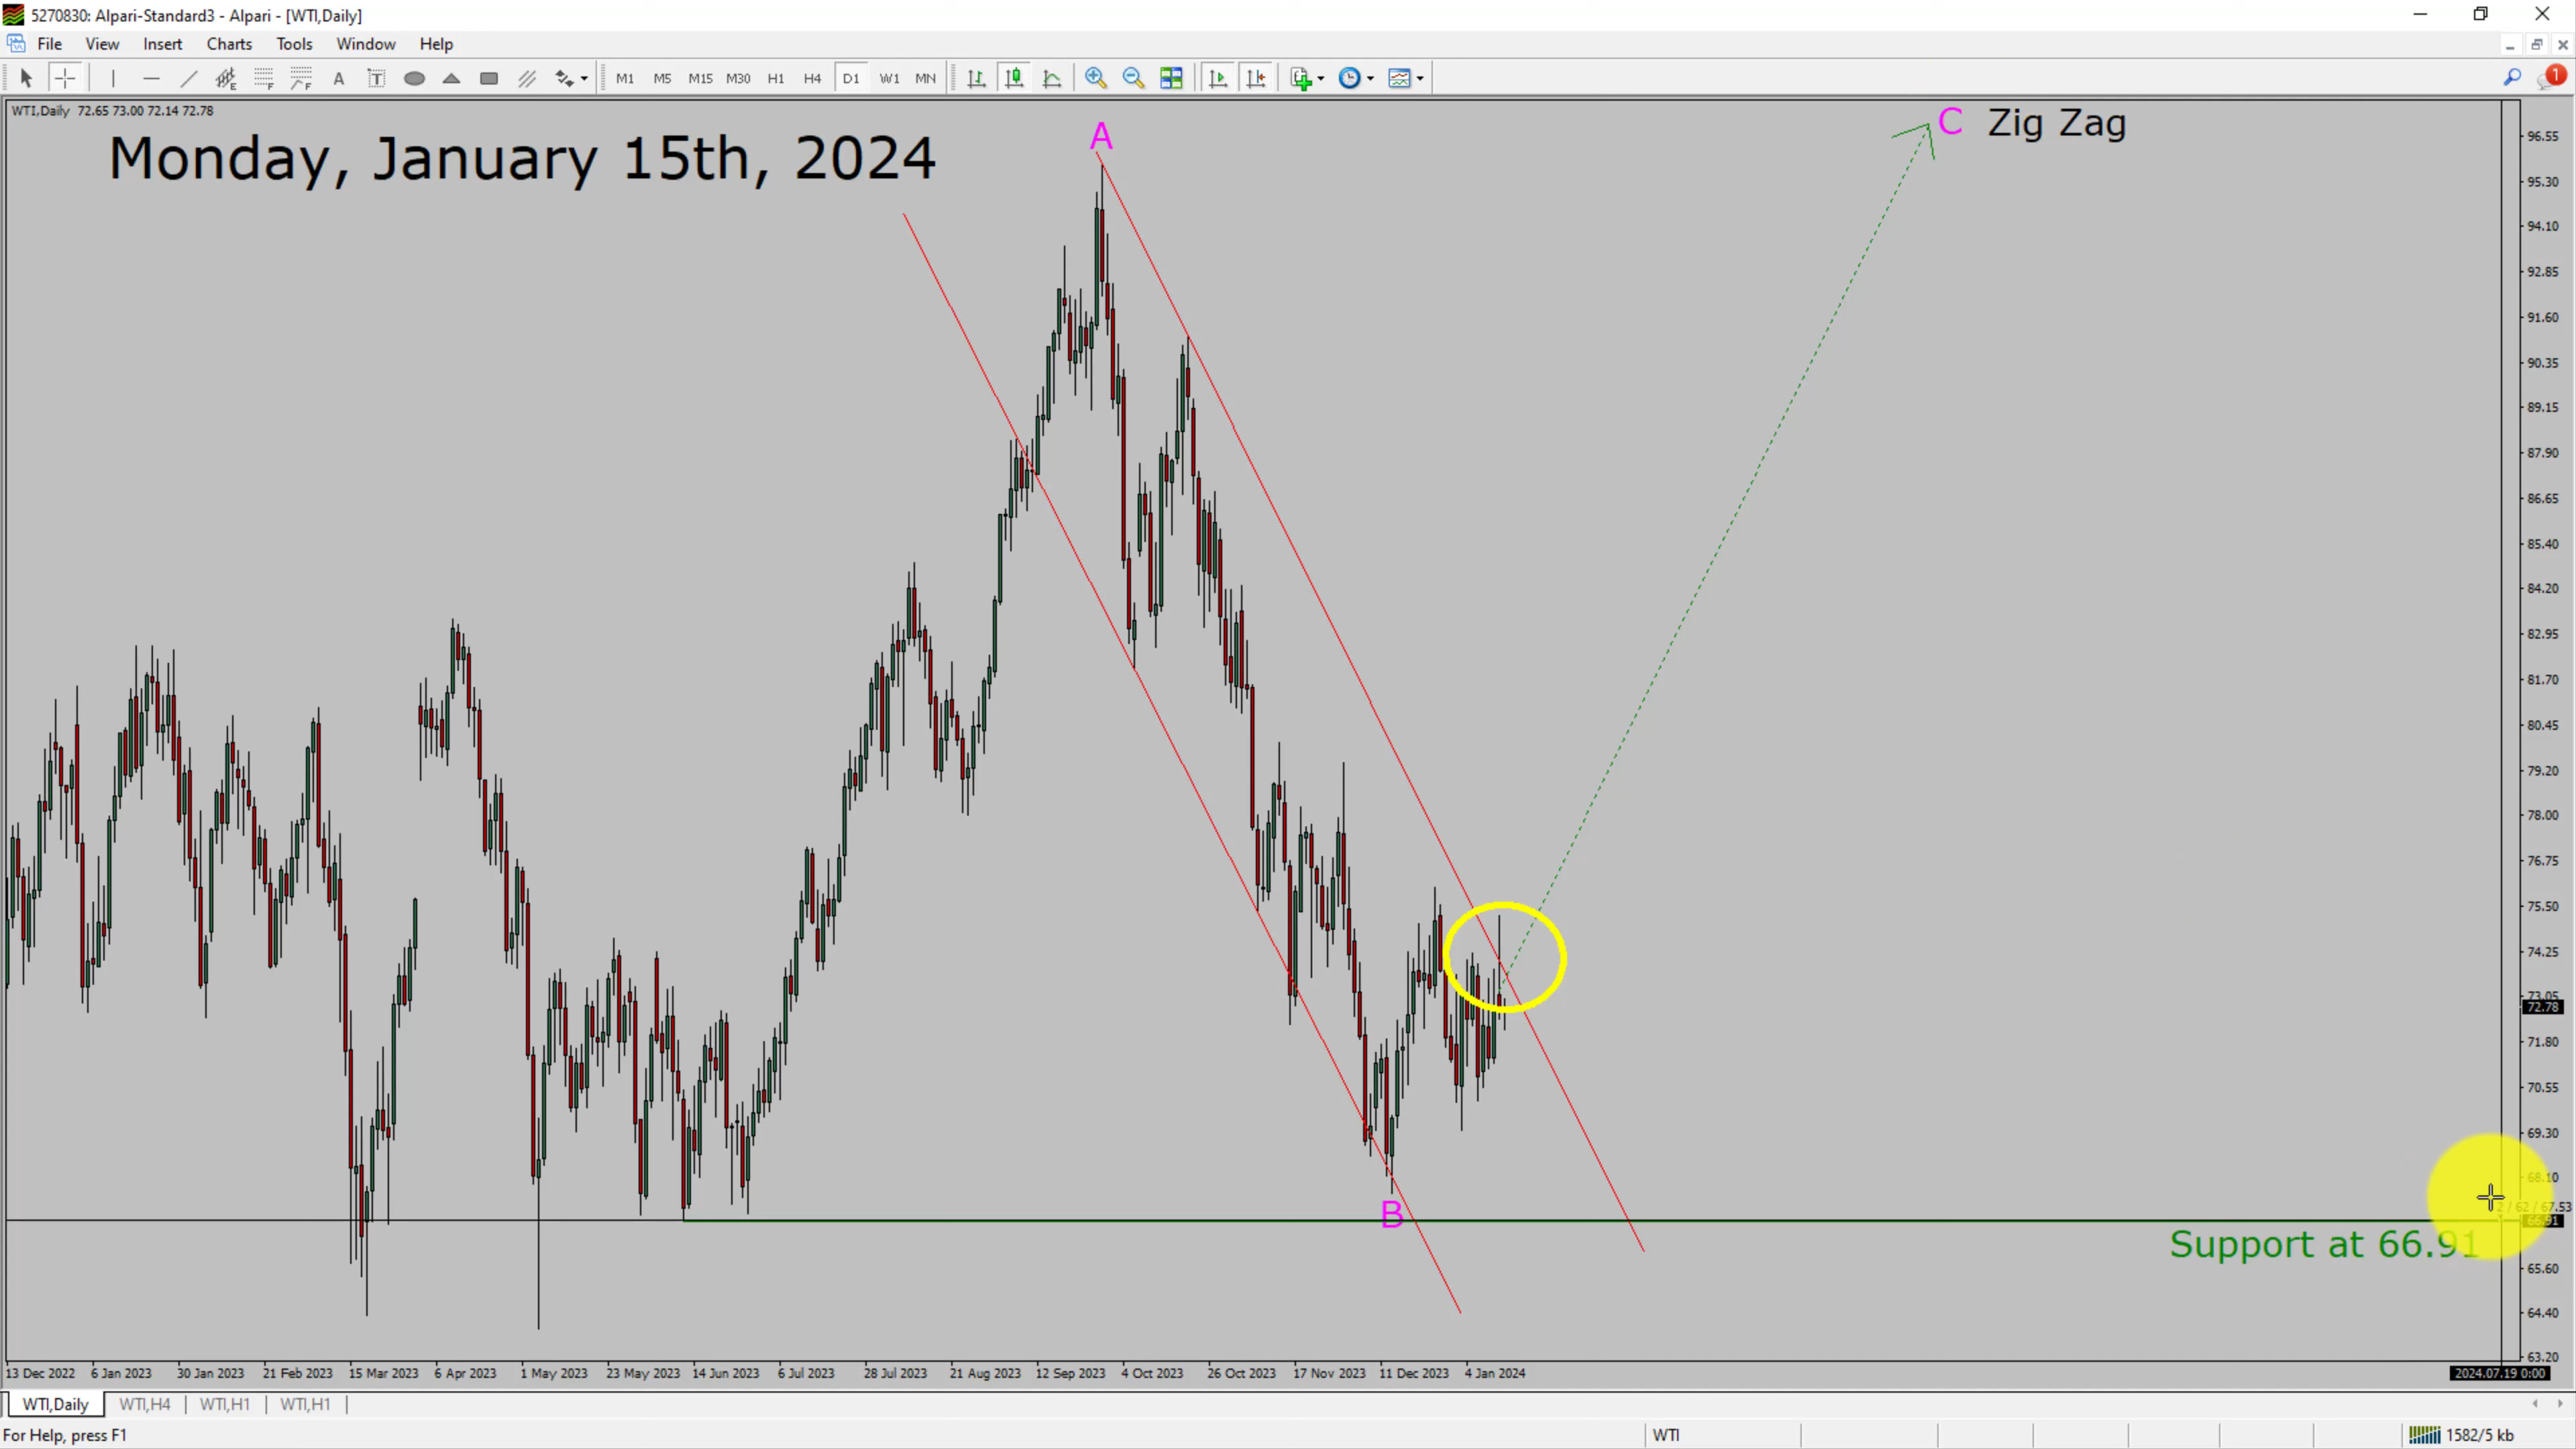 5270830: Alpari-Standard3 - Alpari - [WTI,Daily]
File View Insert Charts Tools Window Help
A T M1 M5 M15 M30 H1 H4 D1 W1 MN 1
WTI,Daily 72.65 73.00 72.14 72.78
Monday, January 15th, 2024
A
C Zig Zag
96.55
95.30
94.10
92.85
91.60
90.35
89.15
87.90
86.65
85.40
84.20
82.95
81.70
80.45
79.20
78.00
76.75
75.50
74.25
73.05
72.78
71.80
70.55
69.30
68.10
/ 62 / 67.53
B
Support at 66.91
65.60
64.40
63.20
13 Dec 2022 6 Jan 2023 30 Jan 2023 21 Feb 2023 15 Mar 2023 6 Apr 2023 1 May 2023 23 May 2023 14 Jun 2023 6 Jul 2023 28 Jul 2023 21 Aug 2023 12 Sep 2023 4 Oct 2023 26 Oct 2023 17 Nov 2023 11 Dec 2023 4 Jan 2024 2024.07.19 0:00
WTI,Daily WTI,H4 WTI,H1 WTI,H1
For Help, press F1 WTI 1582/5 kb